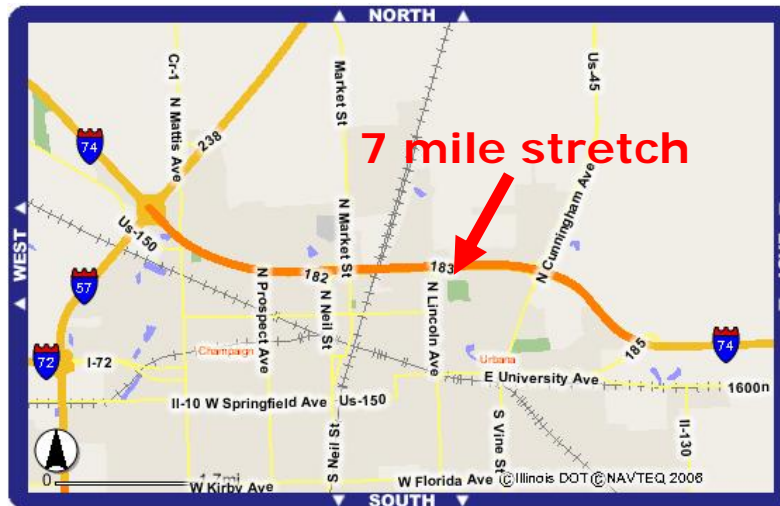 NORTH
Cr-1
N Mattis Ave
238
Market St
Us-45
74
7 mile stretch
WEST
Us-150
N Market St
N Cunningham Ave
182
183
57
N Prospect Ave
N Neil St
N Lincoln Ave
72
I-72
Champaign
Urbana
185
74
E University Ave
1600n
Il-10 W Springfield Ave
Us-150
S Neil St
S Vine St
Il-130
0
1.7mi
W Kirby Ave
W Florida Ave
©Illinois DOT ©NAVTEQ 2006
SOUTH